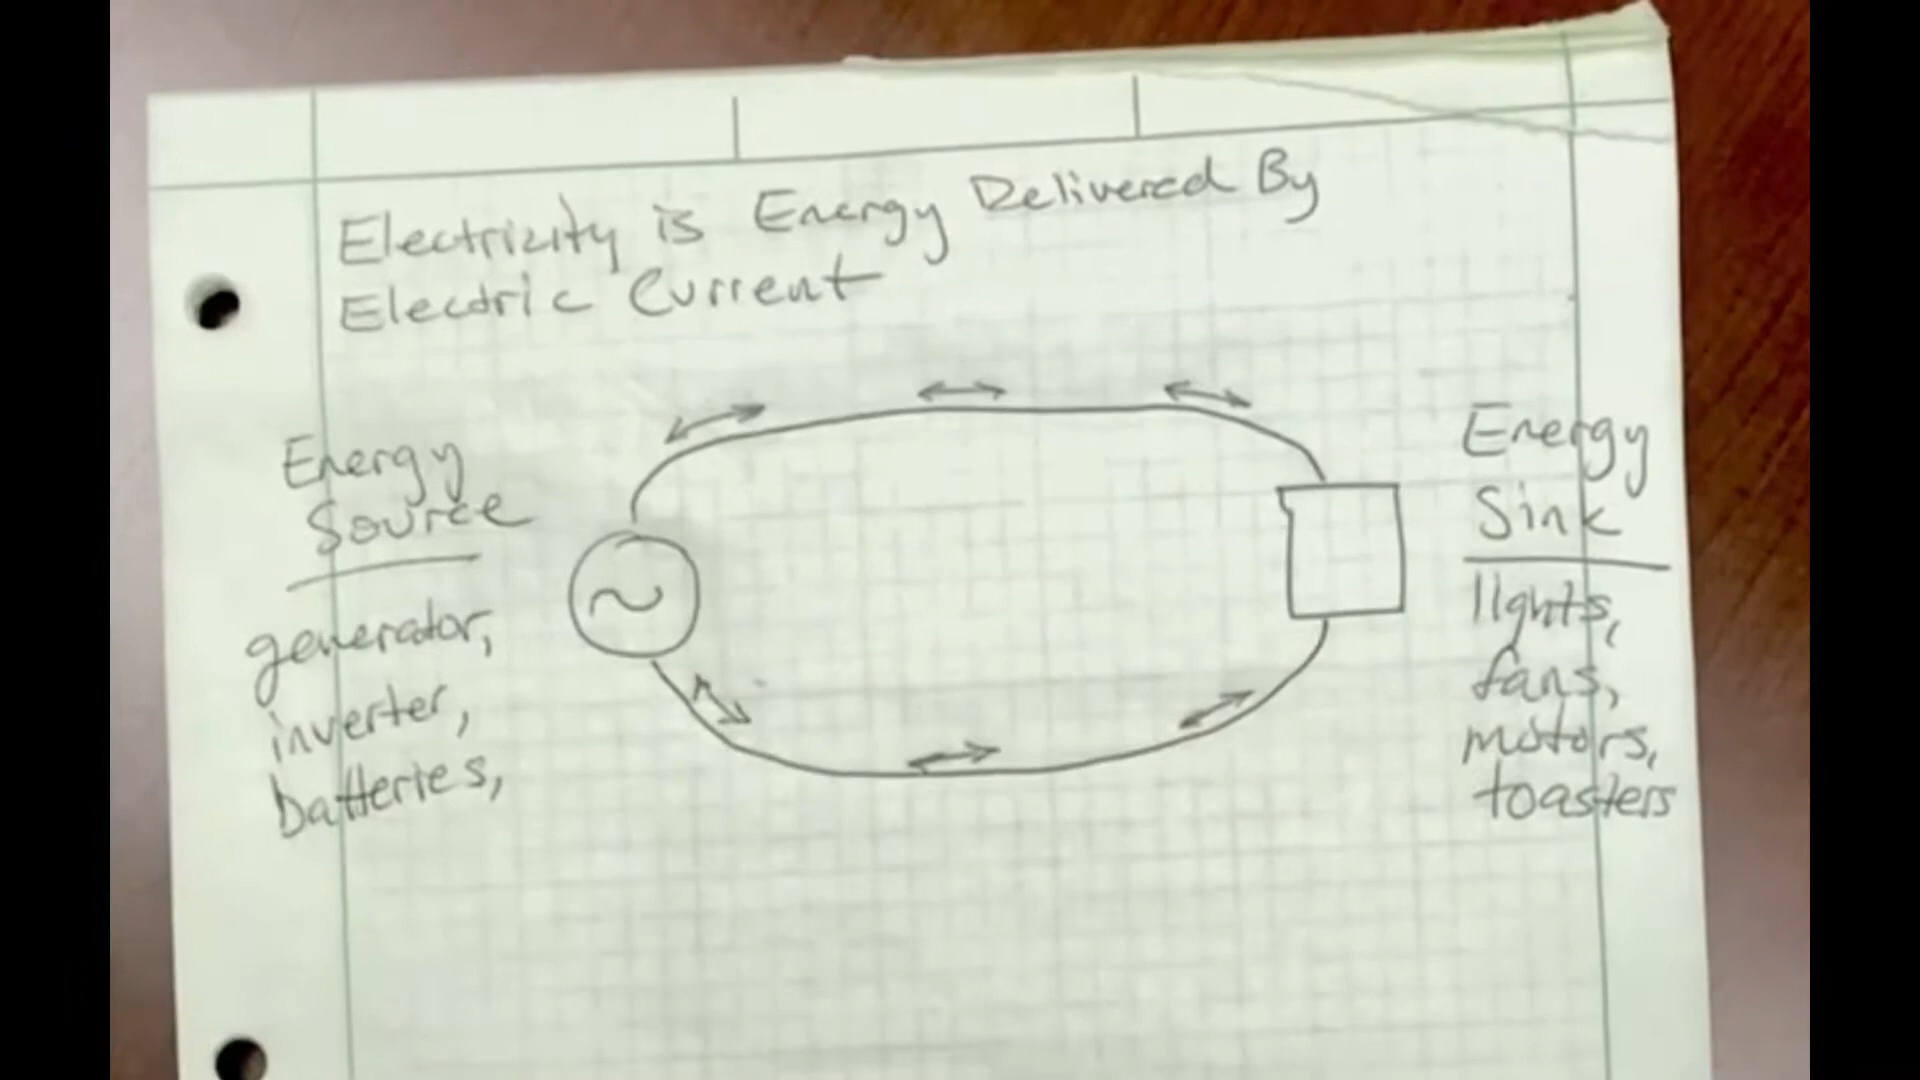 Electricity is Energy Delivered By
Electric Current
Energy
Source
generator,
inverter,
batteries,
Energy
Sink
lights,
fans,
motors,
toasters